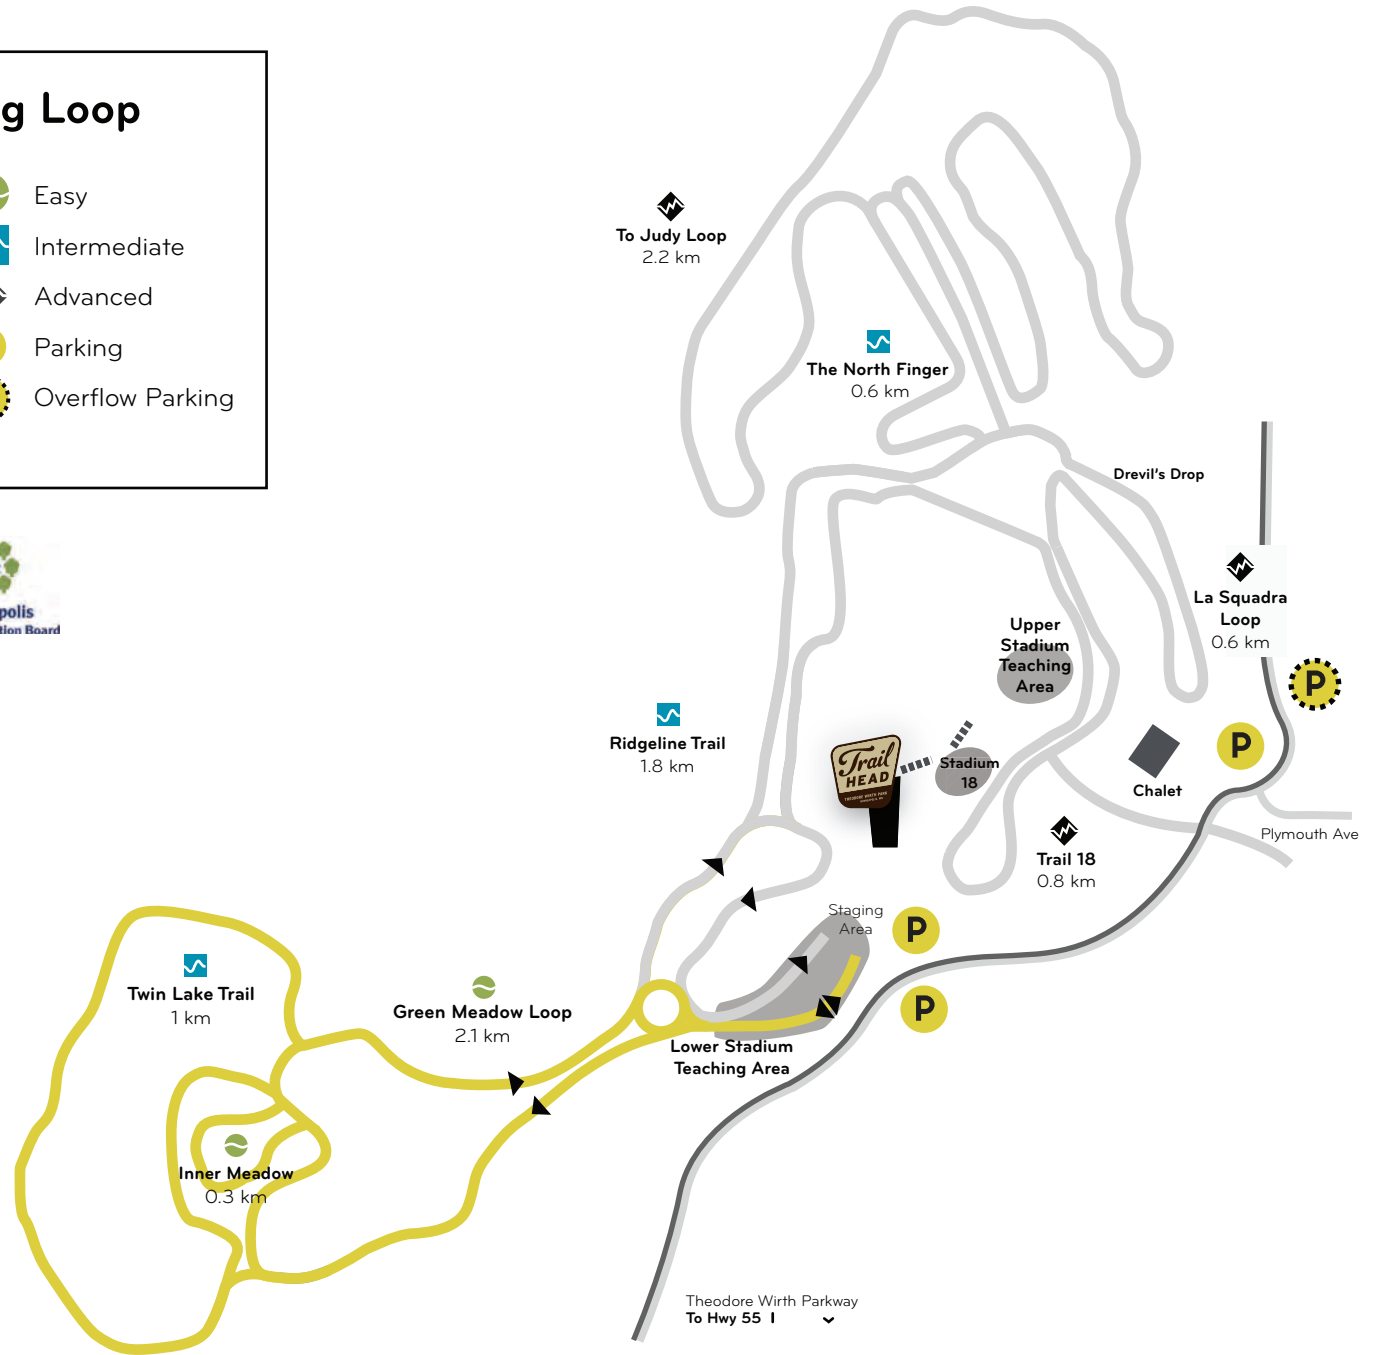 g Loop
Easy
Intermediate
Advanced
Parking
Overflow Parking
polis
tion Board
To Judy Loop
2.2 km
The North Finger
0.6 km
Drevil's Drop
La Squadra
Loop
0.6 km
Upper
Stadium
Teaching
Area
P
P
Ridgeline Trail
1.8 km
Trail
HEAD
THEODORE WIRTH PARK
Stadium
18
Chalet
Plymouth Ave
Trail 18
0.8 km
Staging
Area
P
P
Twin Lake Trail
1 km
Green Meadow Loop
2.1 km
Lower Stadium
Teaching Area
Inner Meadow
0.3 km
Theodore Wirth Parkway
To Hwy 55